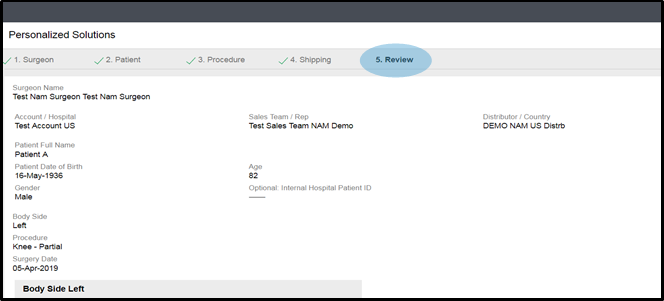 Personalized Solutions
1. Surgeon 2. Patient 3. Procedure 4. Shipping 5. Review
Surgeon Name
Test Nam Surgeon Test Nam Surgeon
Account / Hospital Sales Team / Rep Distributor / Country
Test Account US Test Sales Team NAM Demo DEMO NAM US Distrb
Patient Full Name
Patient A
Patient Date of Birth Age
16-May-1936 82
Gender Optional: Internal Hospital Patient ID
Male ——
Body Side
Left
Procedure
Knee - Partial
Surgery Date
05-Apr-2019
Body Side Left